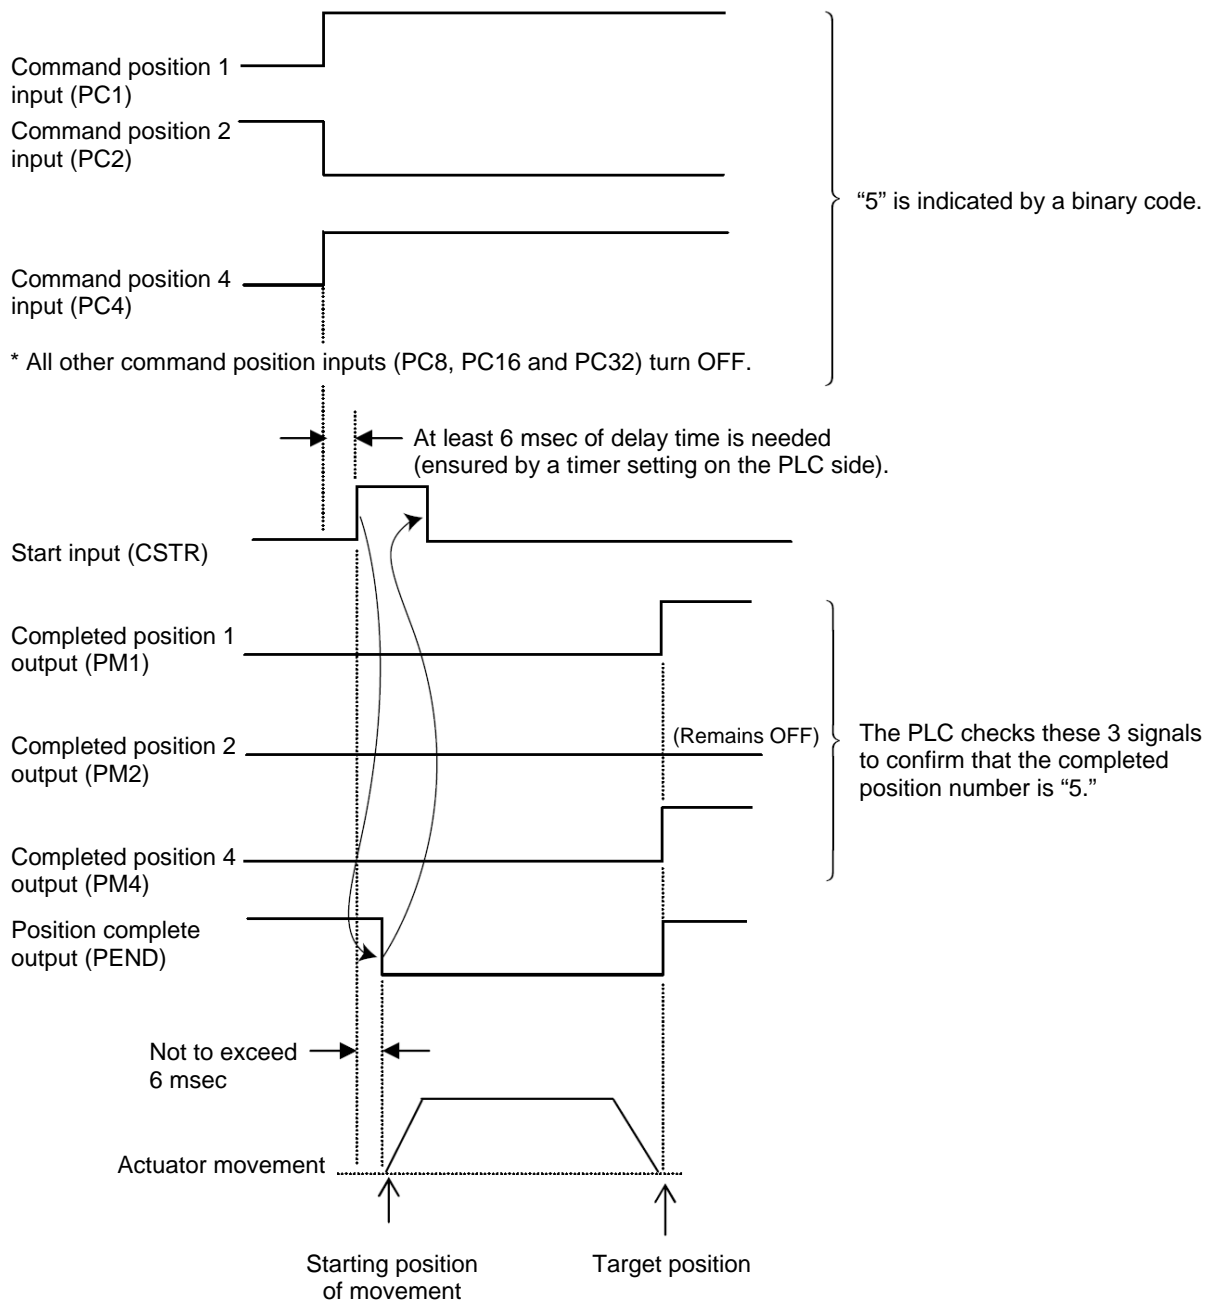 Command position 1
input (PC1)
Command position 2
input (PC2)
“5” is indicated by a binary code.
Command position 4
input (PC4)
* All other command position inputs (PC8, PC16 and PC32) turn OFF.
At least 6 msec of delay time is needed
(ensured by a timer setting on the PLC side).
Start input (CSTR)
Completed position 1
output (PM1)
Completed position 2
output (PM2)
(Remains OFF)
The PLC checks these 3 signals
to confirm that the completed
position number is “5.”
Completed position 4
output (PM4)
Position complete
output (PEND)
Not to exceed
6 msec
Actuator movement
Starting position
of movement
Target position